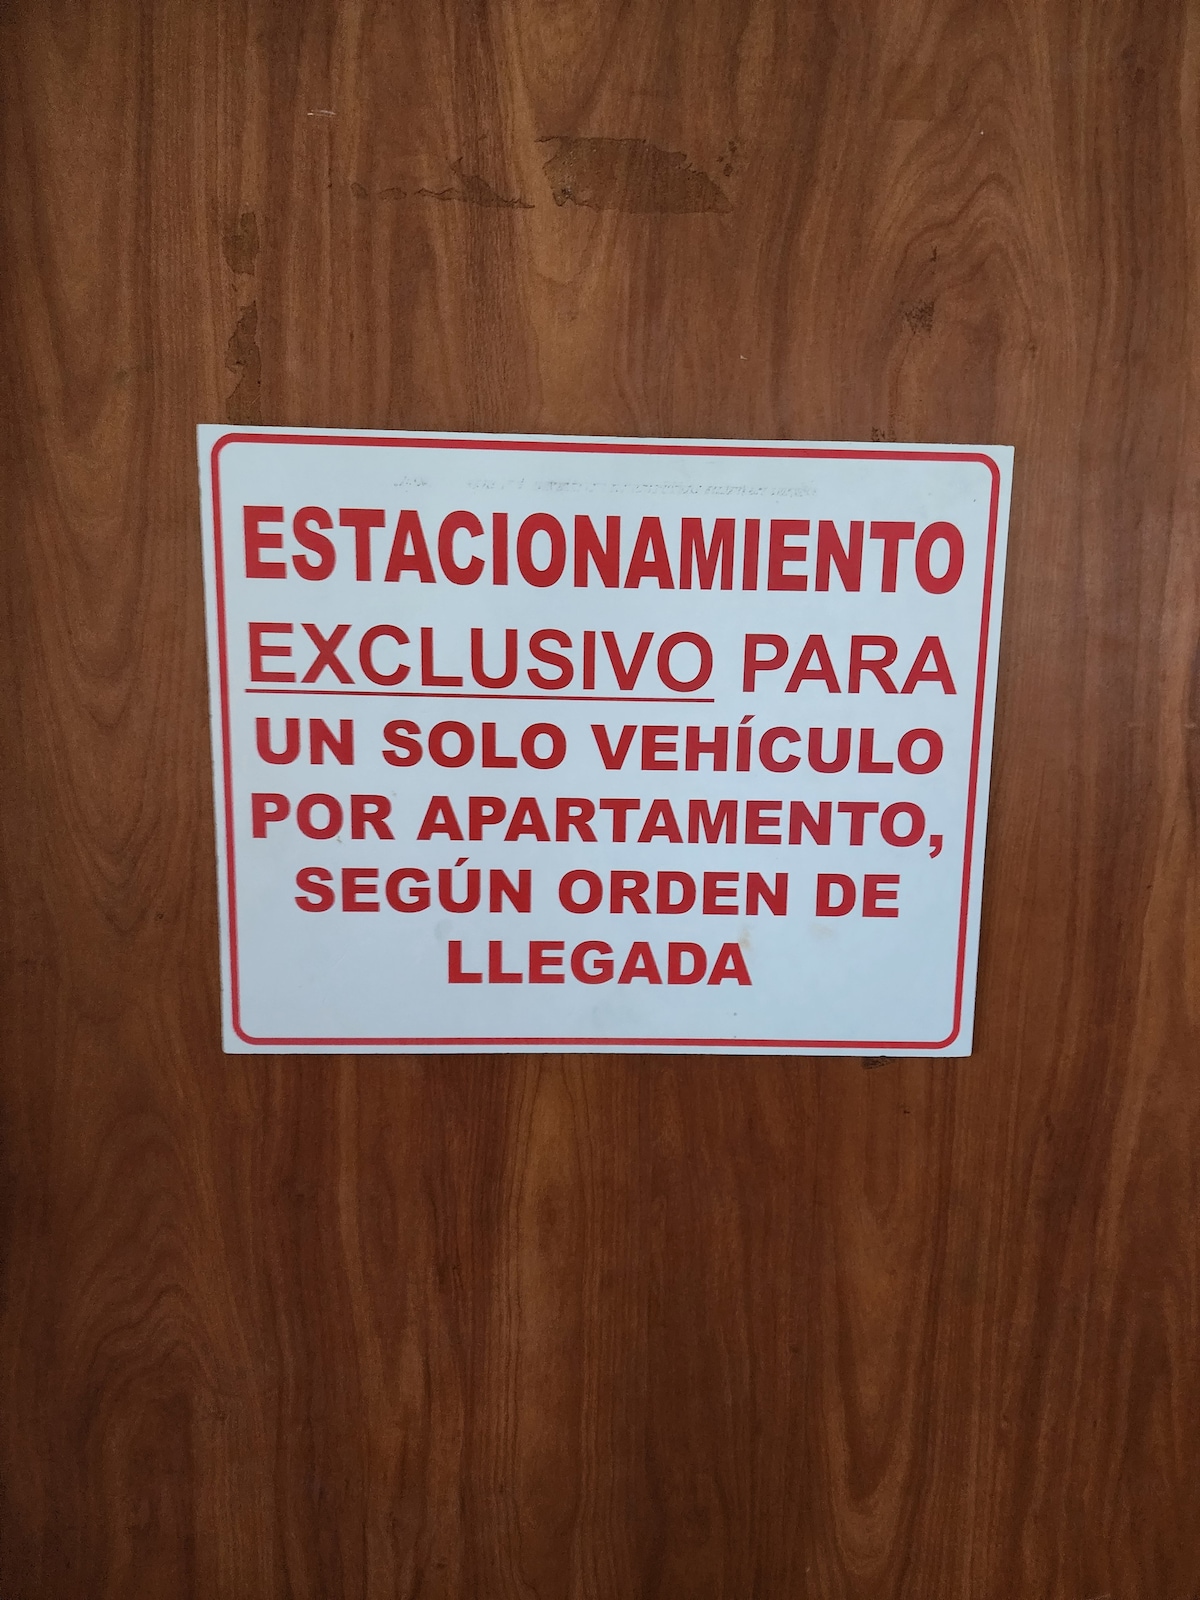 ESTACIONAMIENTO
EXCLUSIVO PARA
UN SOLO VEHÍCULO
POR APARTAMENTO,
SEGÚN ORDEN DE
LLEGADA